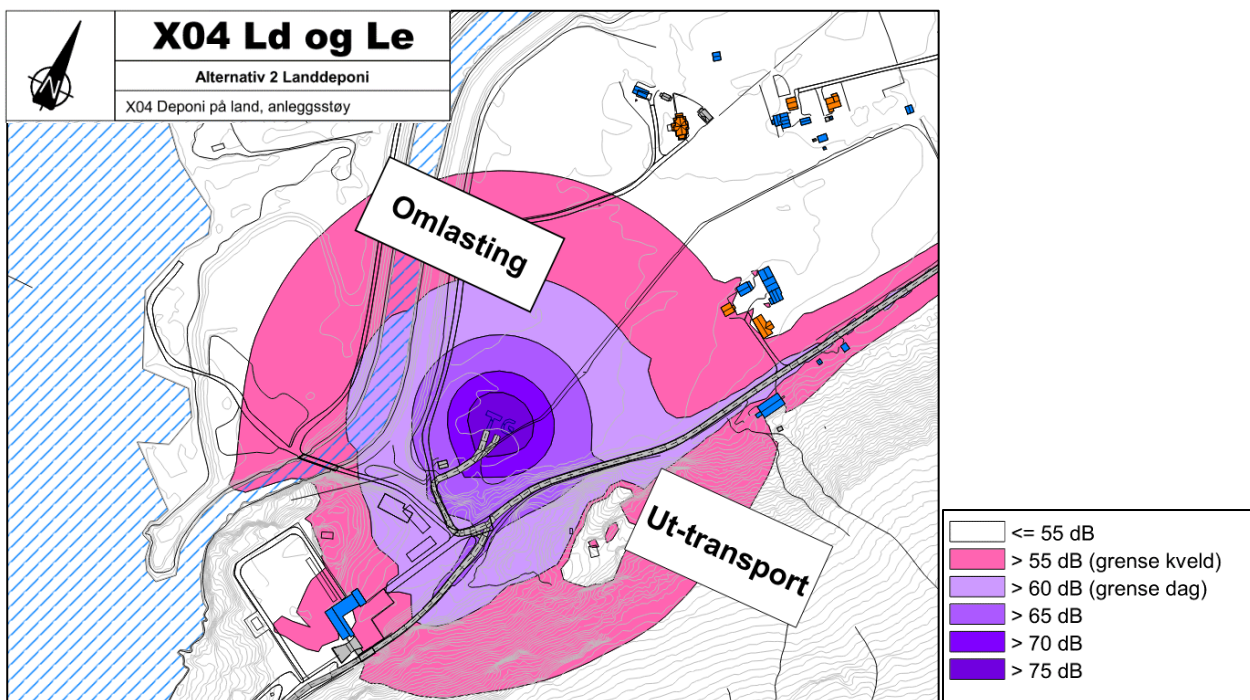 X04 Ld og Le
Alternativ 2 Landdeponi
X04 Deponi på land, anleggsstøy
N
Omlasting
Ut-transport
<= 55 dB
> 55 dB (grense kveld)
> 60 dB (grense dag)
> 65 dB
> 70 dB
> 75 dB